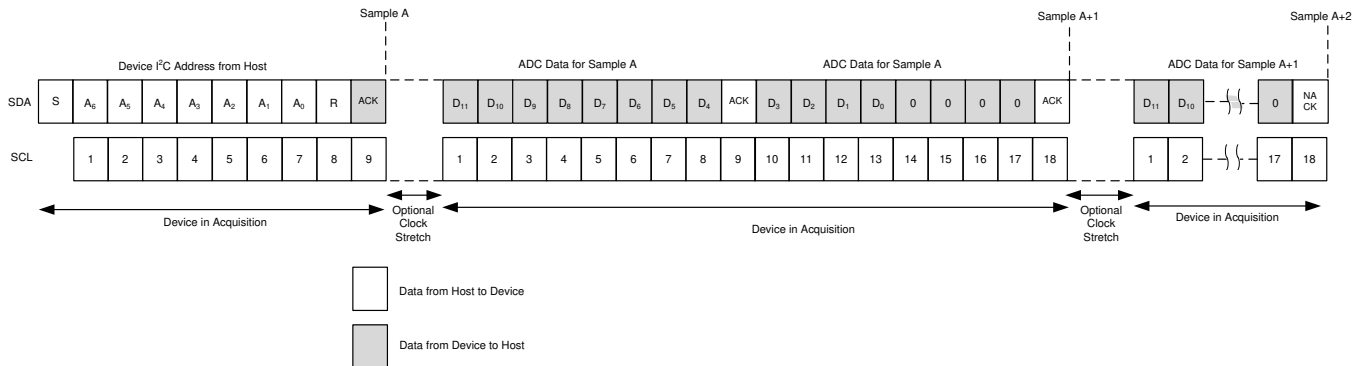 Sample A
Sample A+1
Sample A+2
Device I²C Address from Host
ADC Data for Sample A
ADC Data for Sample A
ADC Data for Sample A+1
SDA S A₆ A₅ A₄ A₃ A₂ A₁ A₀ R ACK D₁₁ D₁₀ D₉ D₈ D₇ D₆ D₅ D₄ ACK D₃ D₂ D₁ D₀ 0 0 0 0 ACK D₁₁ D₁₀ 0 NA
CK
SCL 1 2 3 4 5 6 7 8 9 1 2 3 4 5 6 7 8 9 10 11 12 13 14 15 16 17 18 1 2 17 18
Device in Acquisition
Optional
Clock
Stretch
Device in Acquisition
Optional
Clock
Stretch
Device in Acquisition
Data from Host to Device
Data from Device to Host